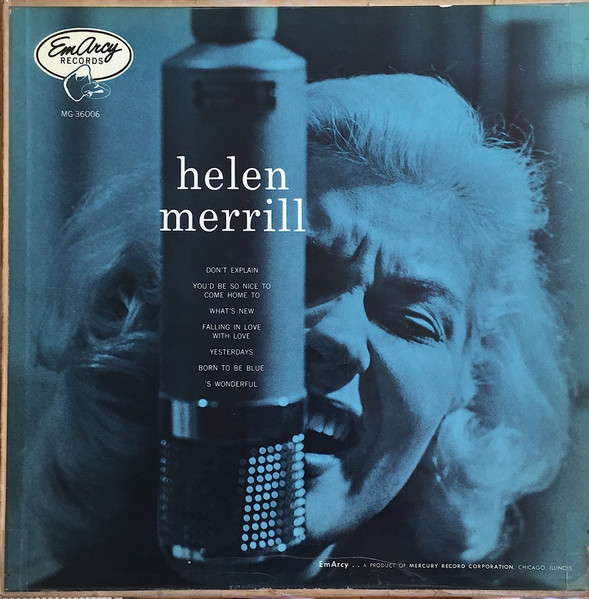 EmArcy
RECORDS
MG-36006
helen
merrill
DON'T EXPLAIN
YOU'D BE SO NICE TO
COME HOME TO
WHAT'S NEW
FALLING IN LOVE
WITH LOVE
YESTERDAYS
BORN TO BE BLUE
'S WONDERFUL
EmArcy . . A PRODUCT OF MERCURY RECORD CORPORATION, CHICAGO, ILLINOIS